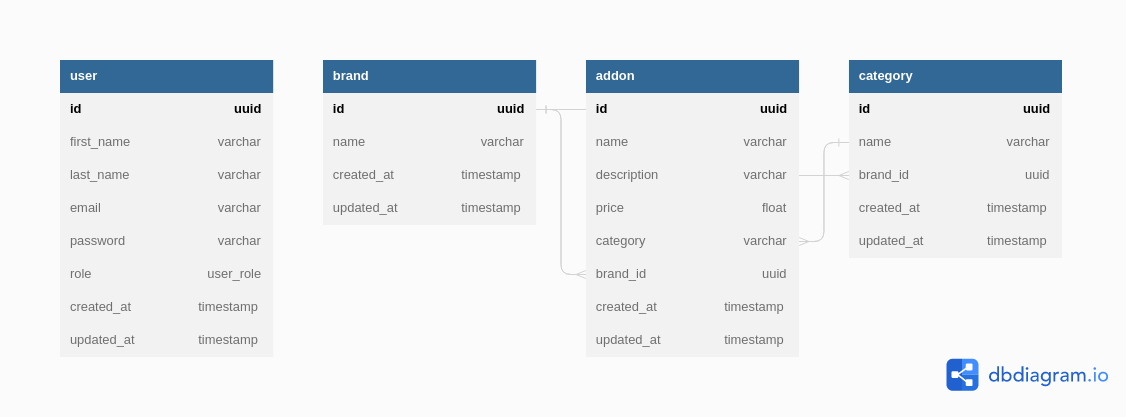 user
id uuid
first_name varchar
last_name varchar
email varchar
password varchar
role user_role
created_at timestamp
updated_at timestamp
brand
id uuid
name varchar
created_at timestamp
updated_at timestamp
addon
id uuid
name varchar
description varchar
price float
category varchar
brand_id uuid
created_at timestamp
updated_at timestamp
category
id uuid
name varchar
brand_id uuid
created_at timestamp
updated_at timestamp
dbdiagram.io